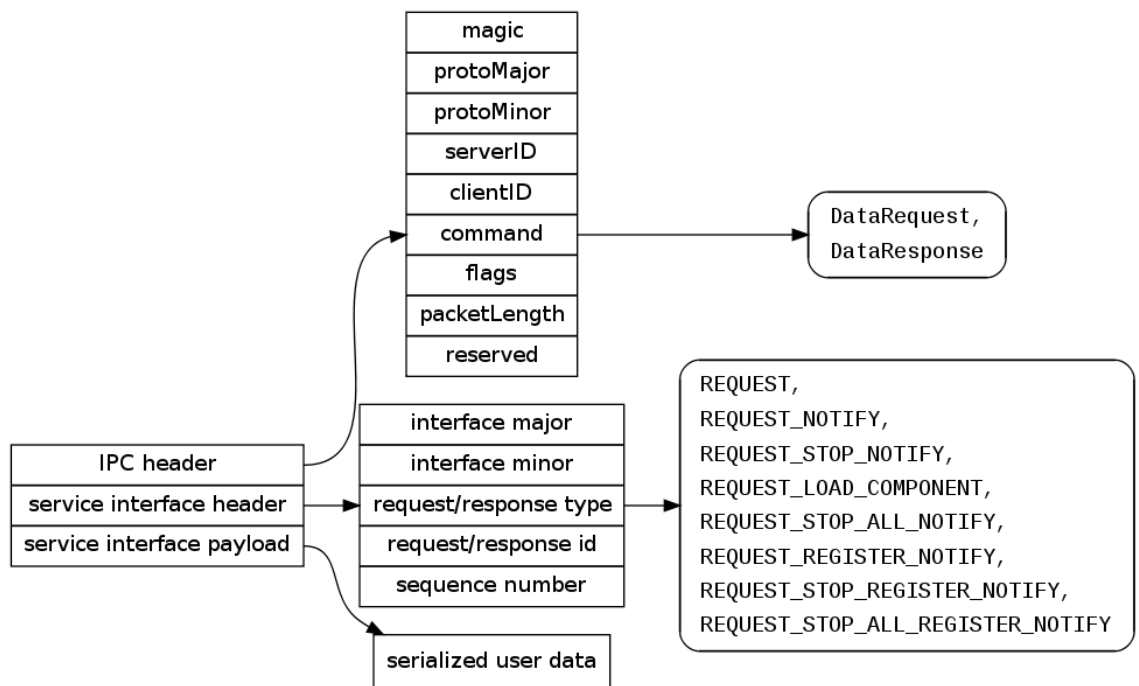 magic
protoMajor
protoMinor
serverID
clientID
command
flags
packetLength
reserved
DataRequest,
DataResponse
IPC header
service interface header
service interface payload
interface major
interface minor
request/response type
request/response id
sequence number
REQUEST,
REQUEST_NOTIFY,
REQUEST_STOP_NOTIFY,
REQUEST_LOAD_COMPONENT,
REQUEST_STOP_ALL_NOTIFY,
REQUEST_REGISTER_NOTIFY,
REQUEST_STOP_REGISTER_NOTIFY,
REQUEST_STOP_ALL_REGISTER_NOTIFY
serialized user data